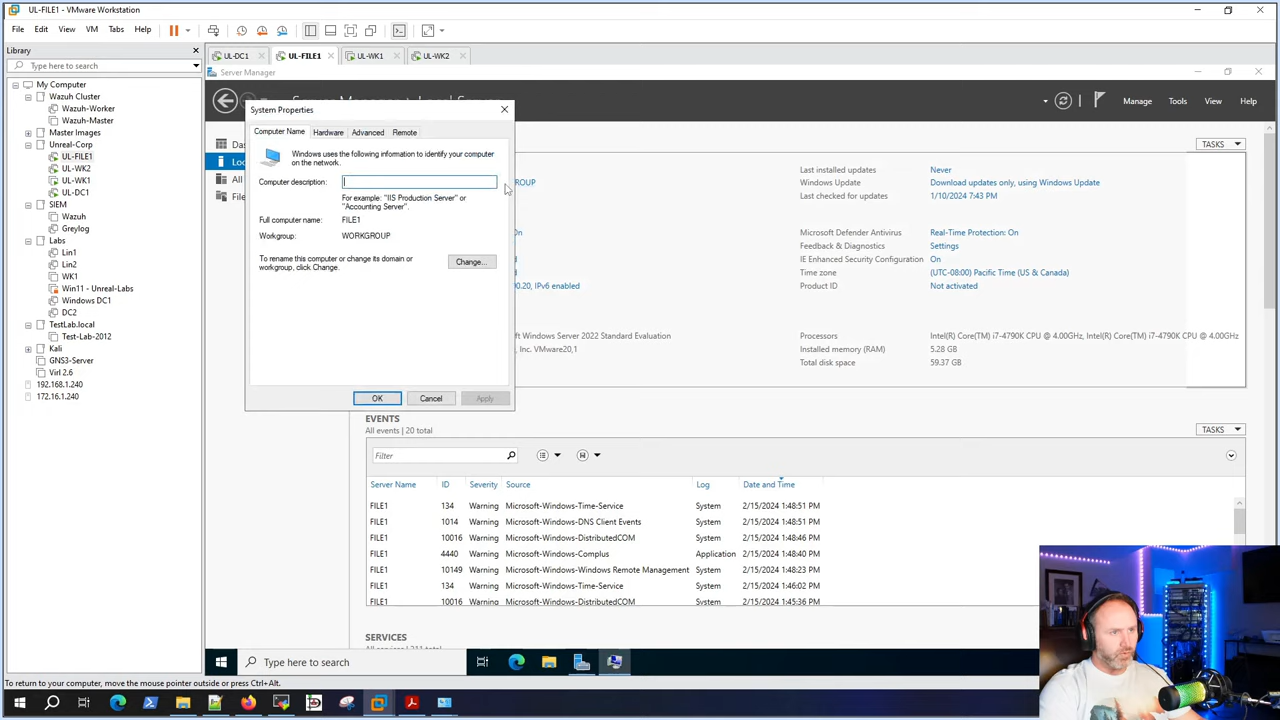 UL-FILE1 - VMware Workstation
File Edit View VM Tabs Help
Library
Type here to search
My Computer
Wazuh Cluster
Wazuh-Worker
Wazuh-Master
Master Images
Unreal-Corp
UL-FILE1
UL-WK2
UL-WK1
UL-DC1
SIEM
Wazuh
Greylog
Labs
Lin1
Lin2
WK1
Win11 - Unreal-Labs
Windows DC1
DC2
TestLab.local
Test-Lab-2012
Kali
GNS3-Server
Virl 2.6
192.168.1.240
172.16.1.240
UL-DC1 UL-FILE1 UL-WK1 UL-WK2
Server Manager
Manage Tools View Help
System Properties
Computer Name Hardware Advanced Remote
Windows uses the following information to identify your computer
on the network.
Computer description:
For example: "IIS Production Server" or
"Accounting Server".
Full computer name: FILE1
Workgroup: WORKGROUP
To rename this computer or change its domain or
workgroup, click Change.
Change...
OK Cancel Apply
TASKS
Last installed updates Never
Windows Update Download updates only, using Windows Update
Last checked for updates 1/10/2024 7:43 PM
Microsoft Defender Antivirus Real-Time Protection: On
Feedback & Diagnostics Settings
IE Enhanced Security Configuration On
Time zone (UTC-08:00) Pacific Time (US & Canada)
Product ID Not activated
On
00.20, IPv6 enabled
oft Windows Server 2022 Standard Evaluation
, Inc. VMware20,1
Processors Intel(R) Core(TM) i7-4790K CPU @ 4.00GHz, Intel(R) Core(TM) i7-4790K CPU @ 4.00GHz
Installed memory (RAM) 5.28 GB
Total disk space 59.37 GB
EVENTS
All events | 20 total
TASKS
Filter
Server Name ID Severity Source Log Date and Time
FILE1 134 Warning Microsoft-Windows-Time-Service System 2/15/2024 1:48:51 PM
FILE1 1014 Warning Microsoft-Windows-DNS Client Events System 2/15/2024 1:48:51 PM
FILE1 10016 Warning Microsoft-Windows-DistributedCOM System 2/15/2024 1:48:46 PM
FILE1 4440 Warning Microsoft-Windows-Complus Application 2/15/2024 1:48:40 PM
FILE1 10149 Warning Microsoft-Windows-Windows Remote Management System 2/15/2024 1:48:23 PM
FILE1 134 Warning Microsoft-Windows-Time-Service System 2/15/2024 1:46:02 PM
FILE1 10016 Warning Microsoft-Windows-DistributedCOM System 2/15/2024 1:45:36 PM
SERVICES
Type here to search
To return to your computer, move the mouse pointer outside or press Ctrl+Alt.